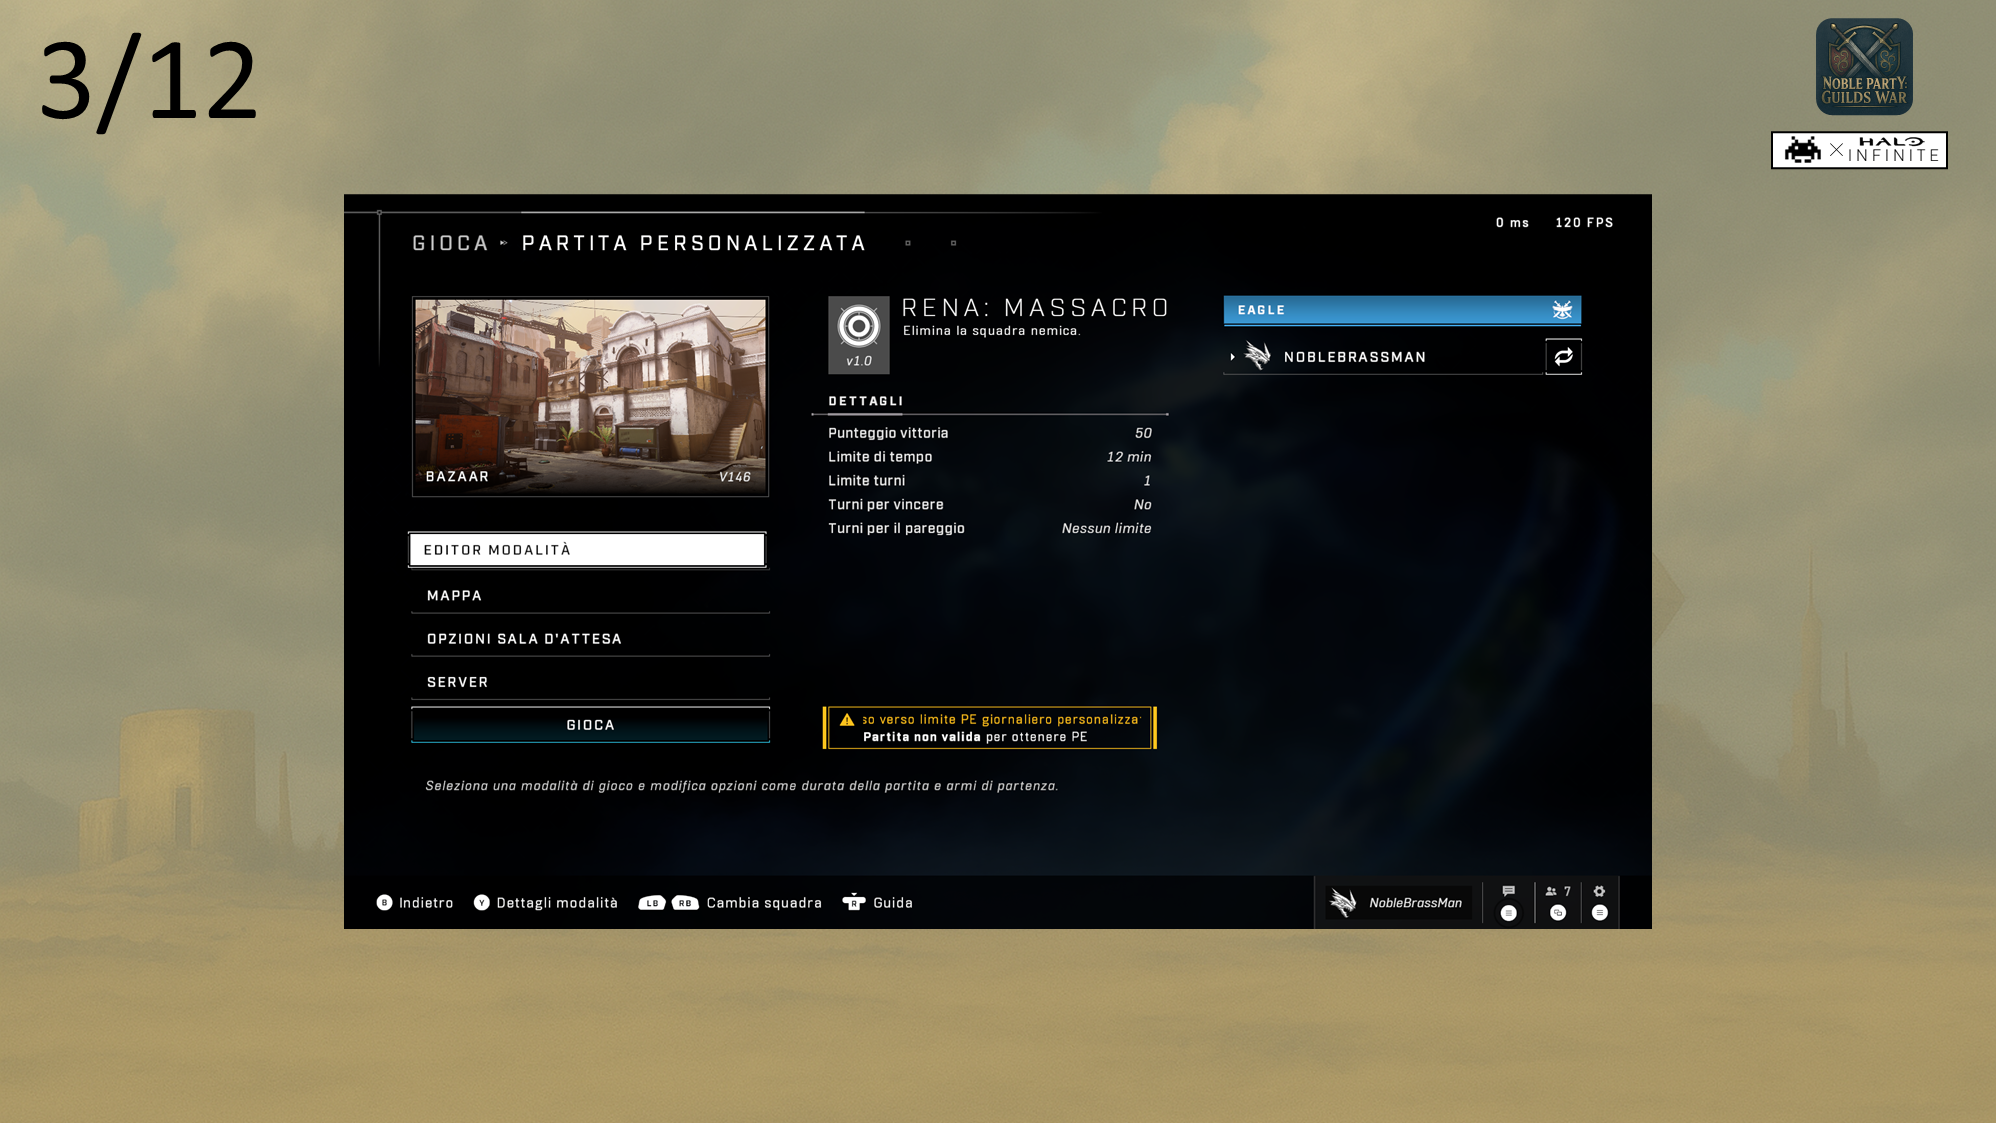 3/12
NOBLE PARTY:
GUILDS WAR
HALO
INFINITE
0 ms 120 FPS
GIOCA PARTITA PERSONALIZZATA
BAZAAR V146
EDITOR MODALITÀ
MAPPA
OPZIONI SALA D'ATTESA
SERVER
GIOCA
RENA: MASSACRO
Elimina la squadra nemica.
v1.0
DETTAGLI
Punteggio vittoria 50
Limite di tempo 12 min
Limite turni 1
Turni per vincere No
Turni per il pareggio Nessun limite
so verso limite PE giornaliero personalizza
Partita non valida per ottenere PE
EAGLE
NOBLEBRASSMAN
Seleziona una modalità di gioco e modifica opzioni come durata della partita e armi di partenza.
B Indietro Y Dettagli modalità LB RB Cambia squadra R Guida
NobleBrassMan 7